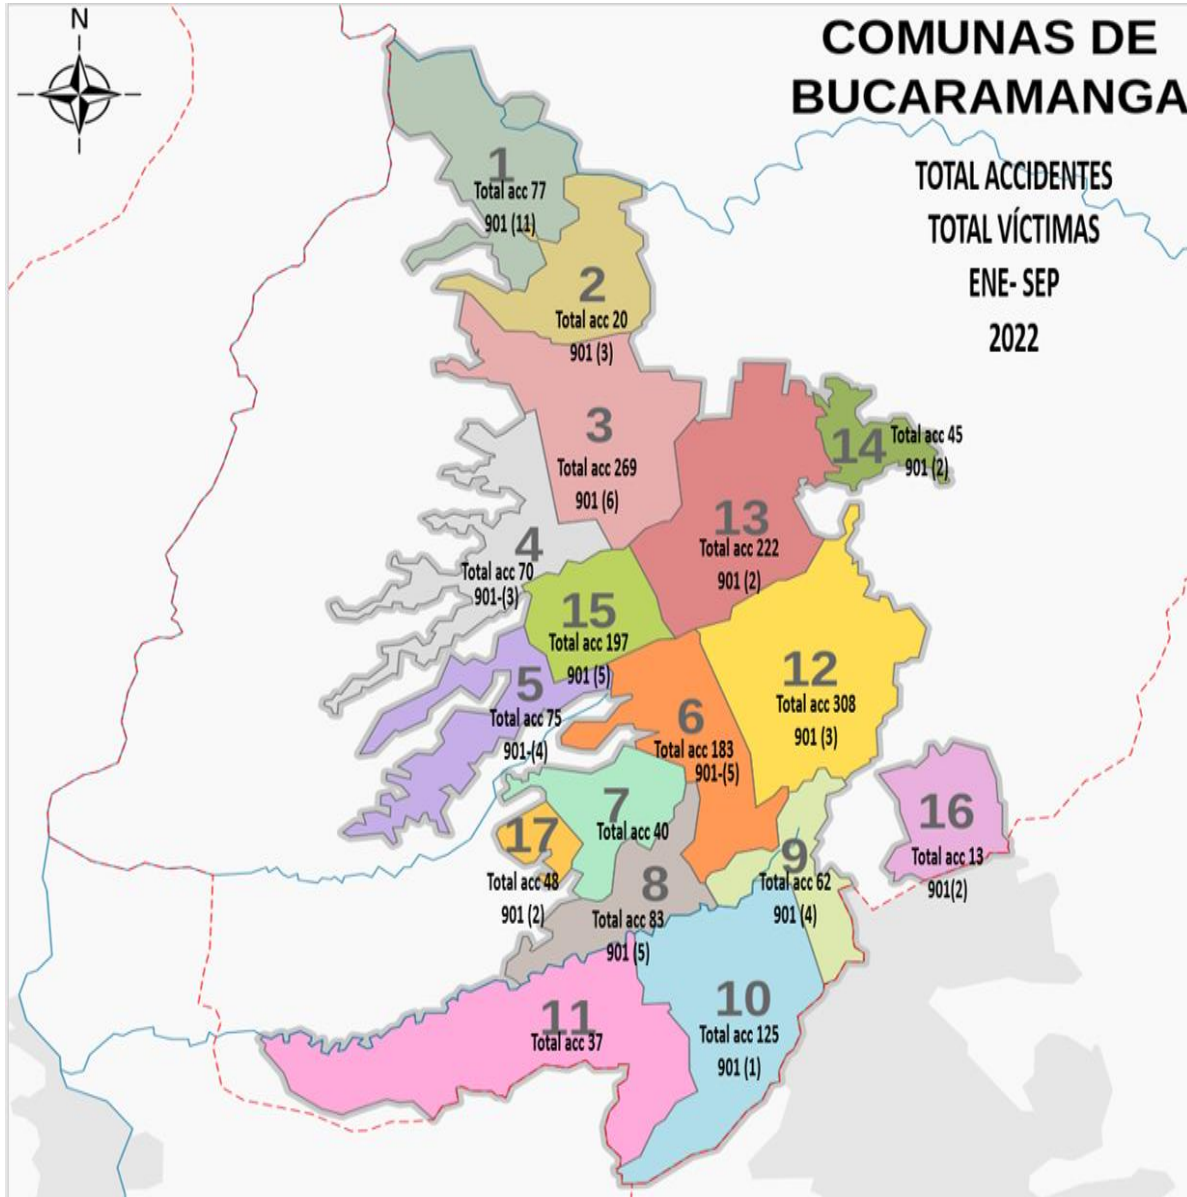 N
COMUNAS DE
BUCARAMANGA
TOTAL ACCIDENTES
TOTAL VÍCTIMAS
ENE- SEP
2022
1
Total acc 77
901 (11)
2
Total acc 20
901 (3)
3
Total acc 269
901 (6)
14
Total acc 45
901 (2)
13
Total acc 222
901 (2)
4
Total acc 70
901-(3)
15
Total acc 197
901 (5)
5
Total acc 75
901-(4)
12
Total acc 308
901 (3)
6
Total acc 183
901-(5)
7
Total acc 40
16
Total acc 13
901(2)
17
Total acc 48
901 (2)
9
Total acc 62
901 (4)
8
Total acc 83
901 (5)
10
Total acc 125
901 (1)
11
Total acc 37